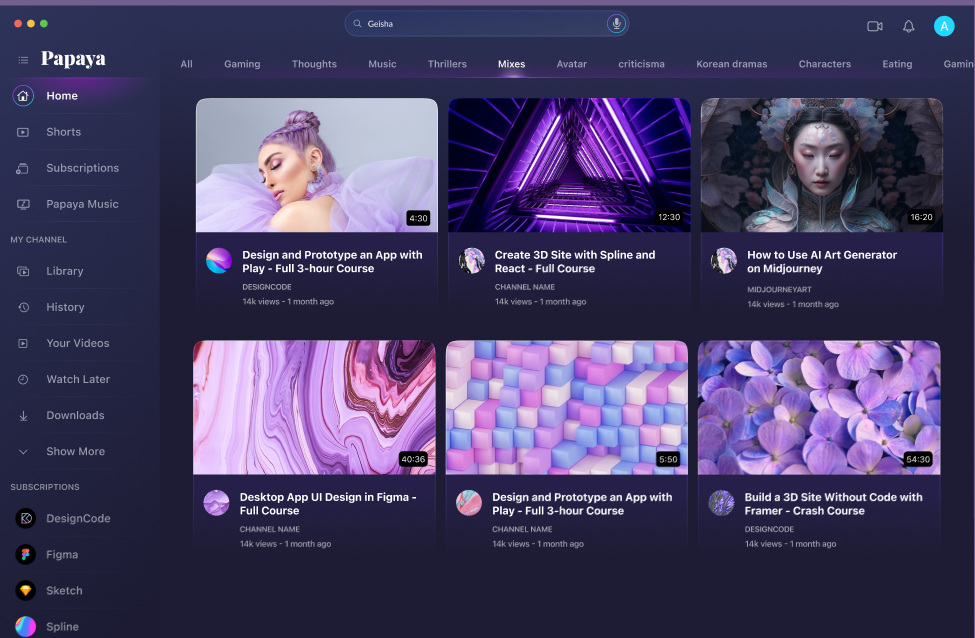 Geisha
A
Papaya
All Gaming Thoughts Music Thrillers Mixes Avatar criticisma Korean dramas Characters Eating Gamin
Home
Shorts
Subscriptions
Papaya Music
MY CHANNEL
Library
History
Your Videos
Watch Later
Downloads
Show More
SUBSCRIPTIONS
DesignCode
Figma
Sketch
Spline
4:30
Design and Prototype an App with
Play - Full 3-hour Course
DESIGNCODE
14k views - 1 month ago
12:30
Create 3D Site with Spline and
React - Full Course
CHANNEL NAME
14k views - 1 month ago
16:20
How to Use AI Art Generator
on Midjourney
MIDJOURNEYART
14k views - 1 month ago
40:36
Desktop App UI Design in Figma -
Full Course
CHANNEL NAME
14k views - 1 month ago
5:50
Design and Prototype an App with
Play - Full 3-hour Course
CHANNEL NAME
14k views - 1 month ago
54:30
Build a 3D Site Without Code with
Framer - Crash Course
DESIGNCODE
14k views - 1 month ago